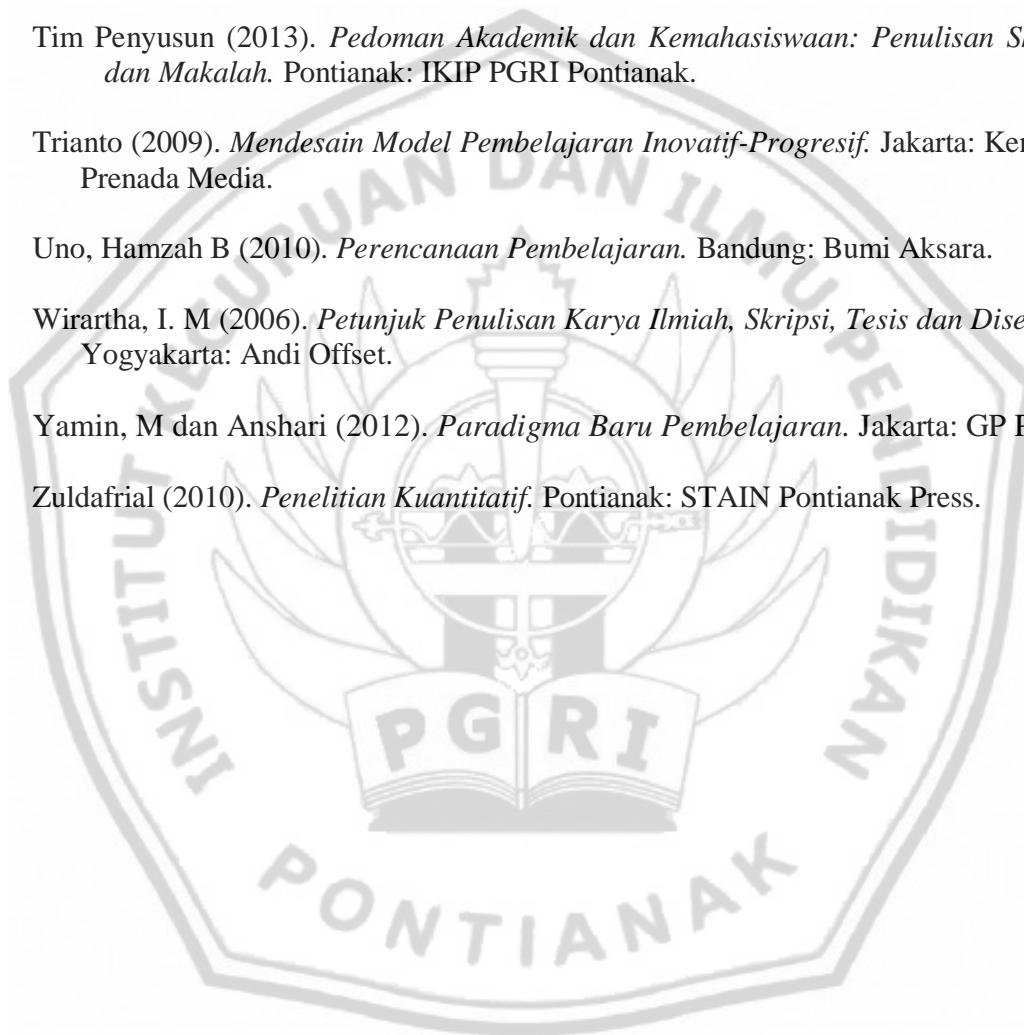 Tim Penyusun (2013). Pedoman Akademik dan Kemahasiswaan: Penulisan
dan Makalah. Pontianak: IKIP PGRI Pontianak.
Trianto (2009). Mendesain Model Pembelajaran Inovatif-Progresif. Jakarta:
Prenada Media.
Uno, Hamzah B (2010). Perencanaan Pembelajaran. Bandung: Bumi Aksara.
Wirartha, I. M (2006). Petunjuk Penulisan Karya Ilmiah, Skripsi, Tesis dan
Yogyakarta: Andi Offset.
Yamin, M dan Anshari (2012). Paradigma Baru Pembelajaran. Jakarta: GP
Zuldafrial (2010). Penelitian Kuantitatif. Pontianak: STAIN Pontianak Press.
INSTITUT KEGURUAN DAN ILMU PENDIDIKAN
PGRI
PONTIANAK